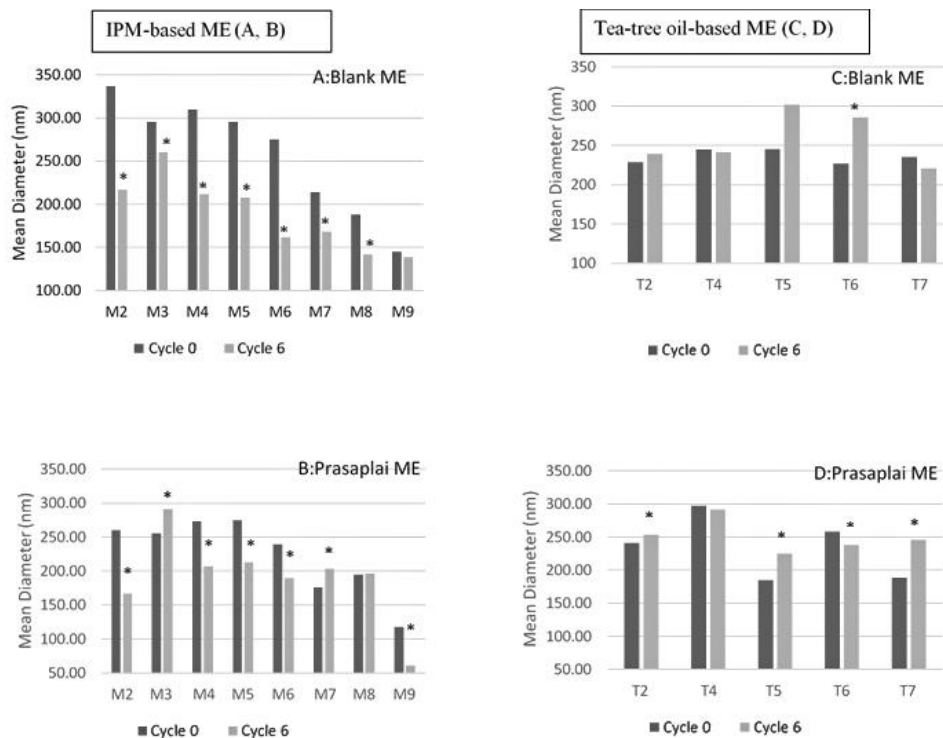 IPM-based ME (A, B)
Tea-tree oil-based ME (C, D)
A:Blank ME
Mean Diameter (nm)
350.00
300.00
250.00
200.00
150.00
100.00
*
*
*
*
*
*
*
M2 M3 M4 M5 M6 M7 M8 M9
Cycle 0 Cycle 6
C:Blank ME
Mean Diameter (nm)
350
300
250
200
150
100
*
T2 T4 T5 T6 T7
Cycle 0 Cycle 6
B:Prasaplai ME
Mean Diameter (nm)
350.00
300.00
250.00
200.00
150.00
100.00
50.00
*
*
*
*
*
*
*
M2 M3 M4 M5 M6 M7 M8 M9
Cycle 0 Cycle 6
D:Prasaplai ME
Mean Diameter (nm)
350.00
300.00
250.00
200.00
150.00
100.00
50.00
*
*
*
*
T2 T4 T5 T6 T7
Cycle 0 Cycle 6